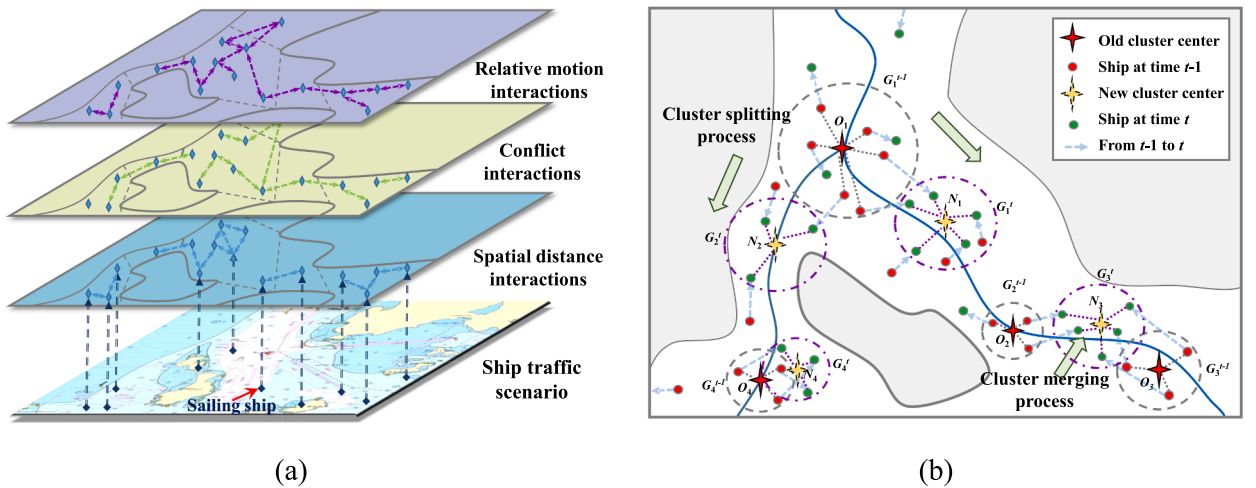 Relative motion
interactions
Conflict
interactions
Spatial distance
interactions
Ship traffic
scenario
Sailing ship
(a)
Old cluster center
Ship at time t-1
New cluster center
Ship at time t
From t-1 to t
G₁ᵗ⁻¹
Cluster splitting
process
O₁
N₁
G₁ᵗ
G₂ᵗ
N₂
G₂ᵗ⁻¹
G₃ᵗ
N₃
O₂
Cluster merging
process
O₃
G₃ᵗ⁻¹
G₄ᵗ⁻¹
O₄
N₄
G₄ᵗ
(b)